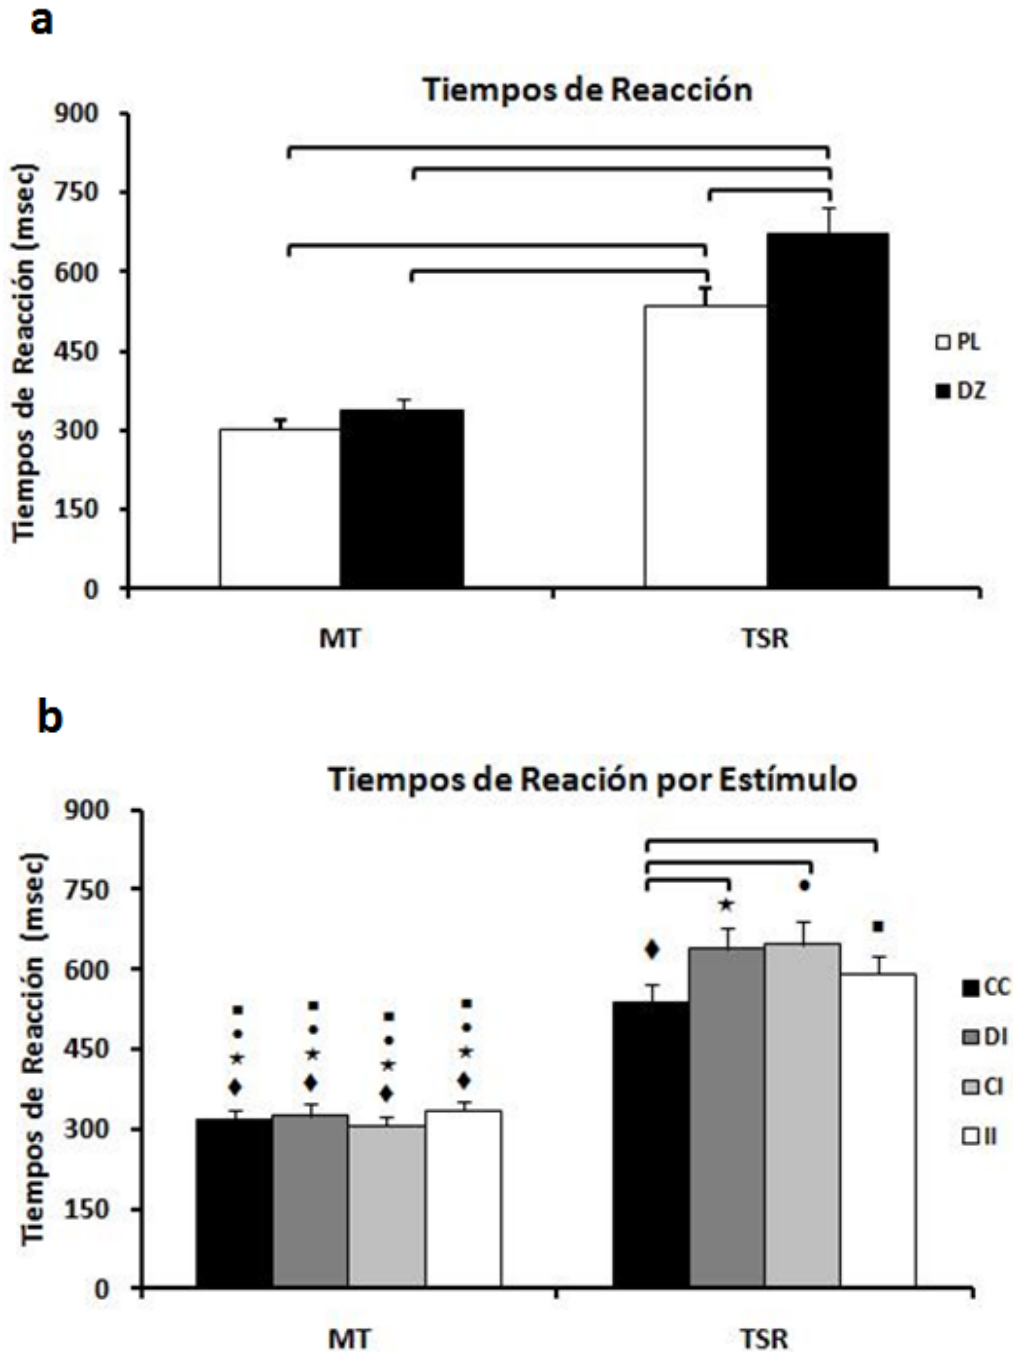 a
Tiempos de Reacción
Tiempos de Reacción (msec)
900
750
600
450
300
150
0
MT
TSR
PL
DZ
b
Tiempos de Reación por Estímulo
Tiempos de Reacción (msec)
900
750
600
450
300
150
0
MT
TSR
CC
DI
CI
II